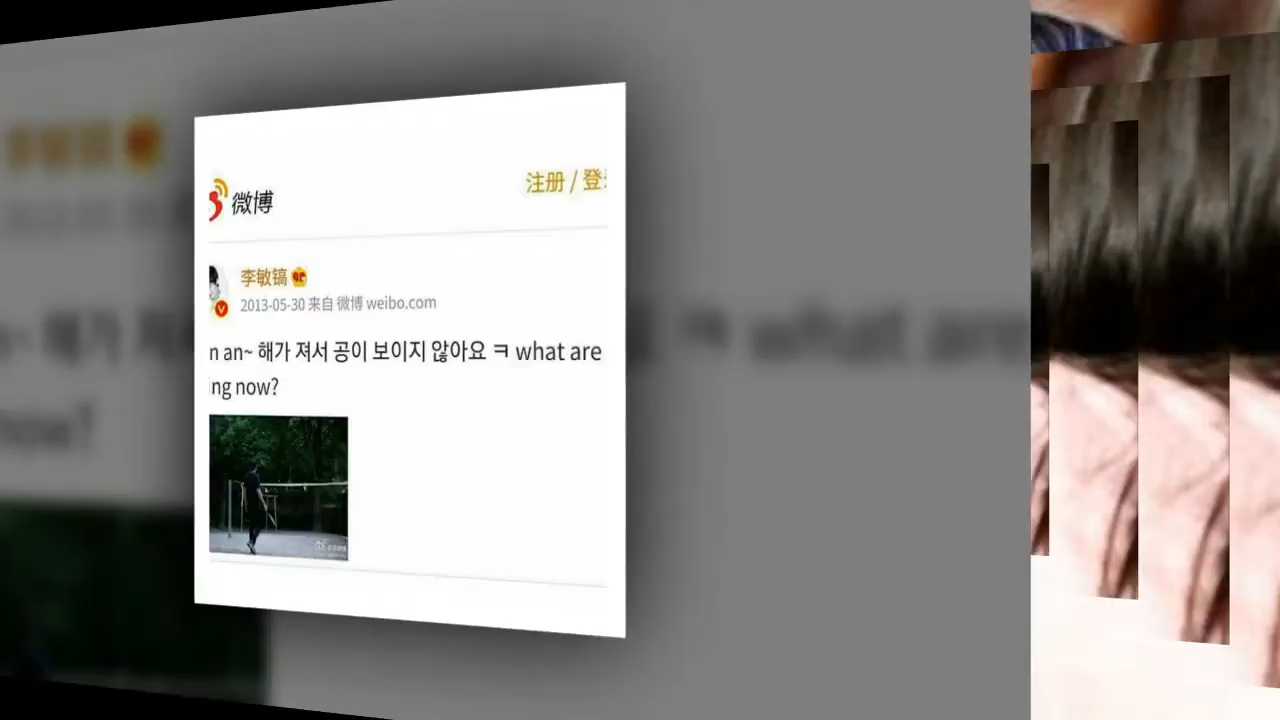 微博
注册 / 登
李敏镐
2013-05-30 来自 微博 weibo.com
n an~ 해가 져서 공이 보이지 않아요 ㅋ what are
ing now?